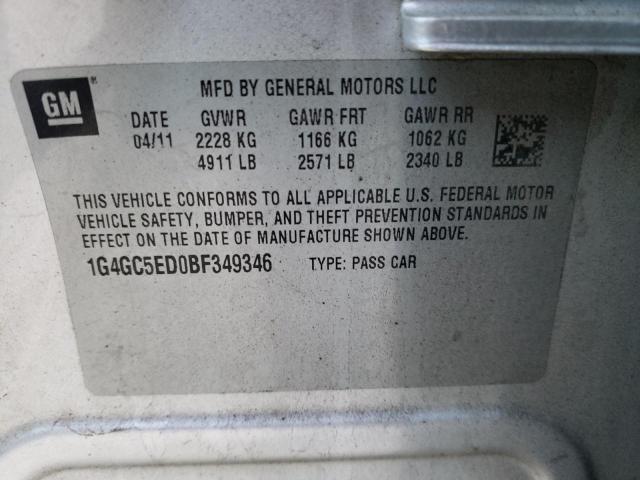 GM
MFD BY GENERAL MOTORS LLC
DATE GVWR GAWR FRT GAWR RR
04/11 2228 KG 1166 KG 1062 KG
4911 LB 2571 LB 2340 LB
THIS VEHICLE CONFORMS TO ALL APPLICABLE U.S. FEDERAL MOTOR
VEHICLE SAFETY, BUMPER, AND THEFT PREVENTION STANDARDS IN
EFFECT ON THE DATE OF MANUFACTURE SHOWN ABOVE.
1G4GC5ED0BF349346 TYPE: PASS CAR